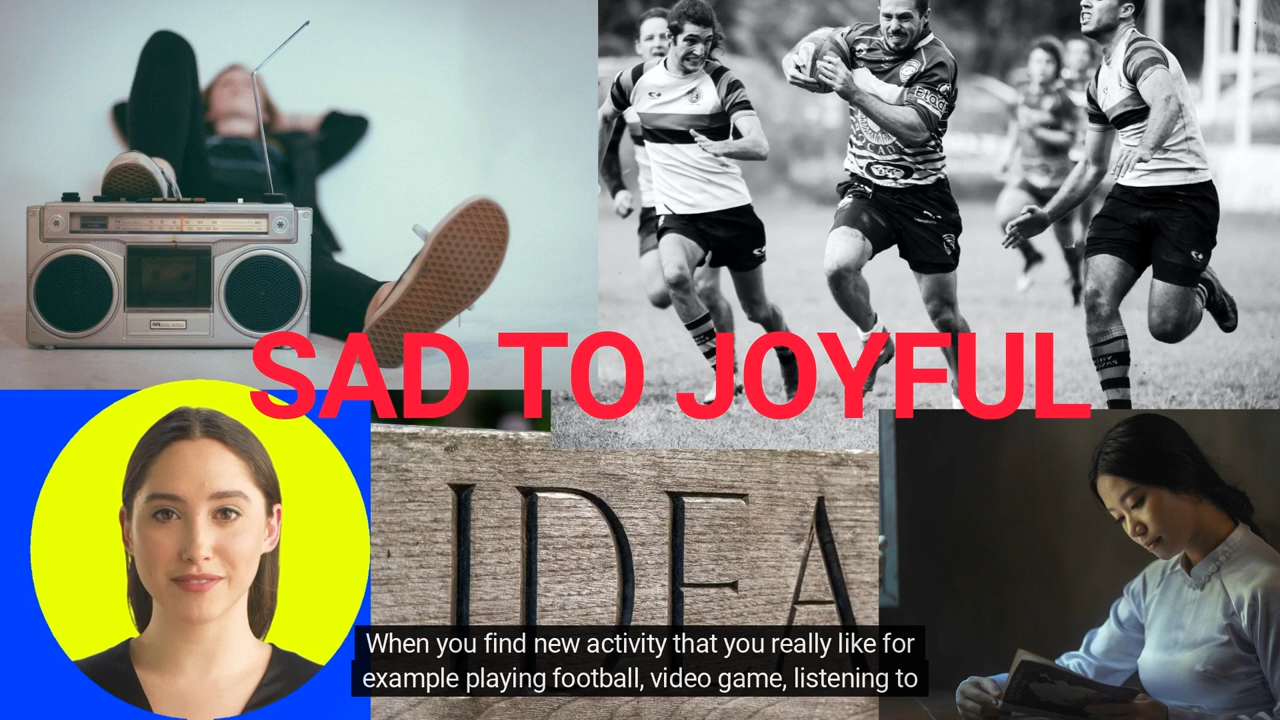 SAD TO JOYFUL
IDEA
When you find new activity that you really like for
example playing football, video game, listening to